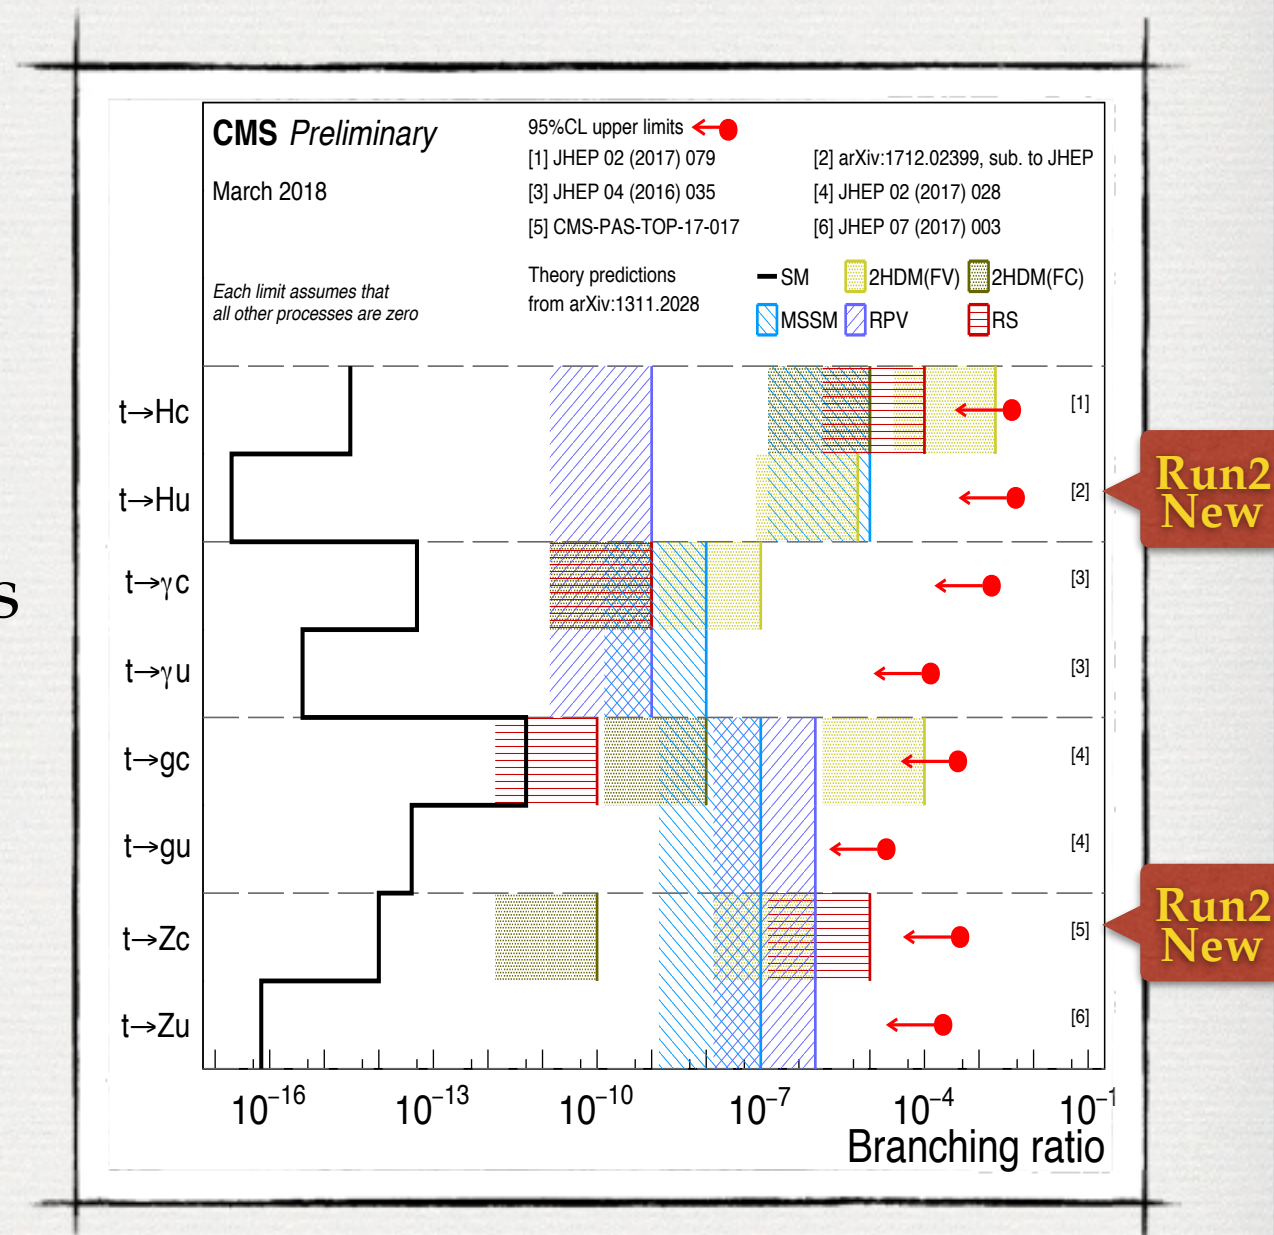 CMS Preliminary
March 2018
Each limit assumes that
all other processes are zero
95%CL upper limits
[1] JHEP 02 (2017) 079
[2] arXiv:1712.02399, sub. to JHEP
[3] JHEP 04 (2016) 035
[4] JHEP 02 (2017) 028
[5] CMS-PAS-TOP-17-017
[6] JHEP 07 (2017) 003
Theory predictions
from arXiv:1311.2028
SM
2HDM(FV)
2HDM(FC)
MSSM
RPV
RS
t→Hc
[1]
t→Hu
[2]
Run2
New
s
t→γc
[3]
t→γu
[3]
t→gc
[4]
t→gu
[4]
t→Zc
[5]
Run2
New
t→Zu
[6]
10⁻¹⁶ 10⁻¹³ 10⁻¹⁰ 10⁻⁷ 10⁻⁴ 10⁻¹
Branching ratio